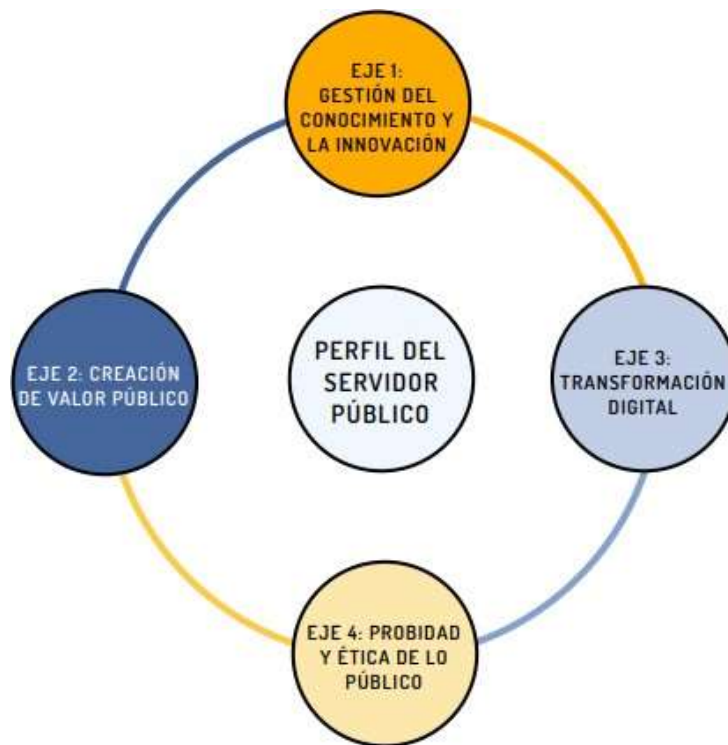 EJE 1:
GESTIÓN DEL
CONOCIMIENTO Y
LA INNOVACIÓN
EJE 2: CREACIÓN
DE VALOR PÚBLICO
PERFIL DEL
SERVIDOR
PÚBLICO
EJE 3:
TRANSFORMACIÓN
DIGITAL
EJE 4: PROBIDAD
Y ÉTICA DE LO
PÚBLICO